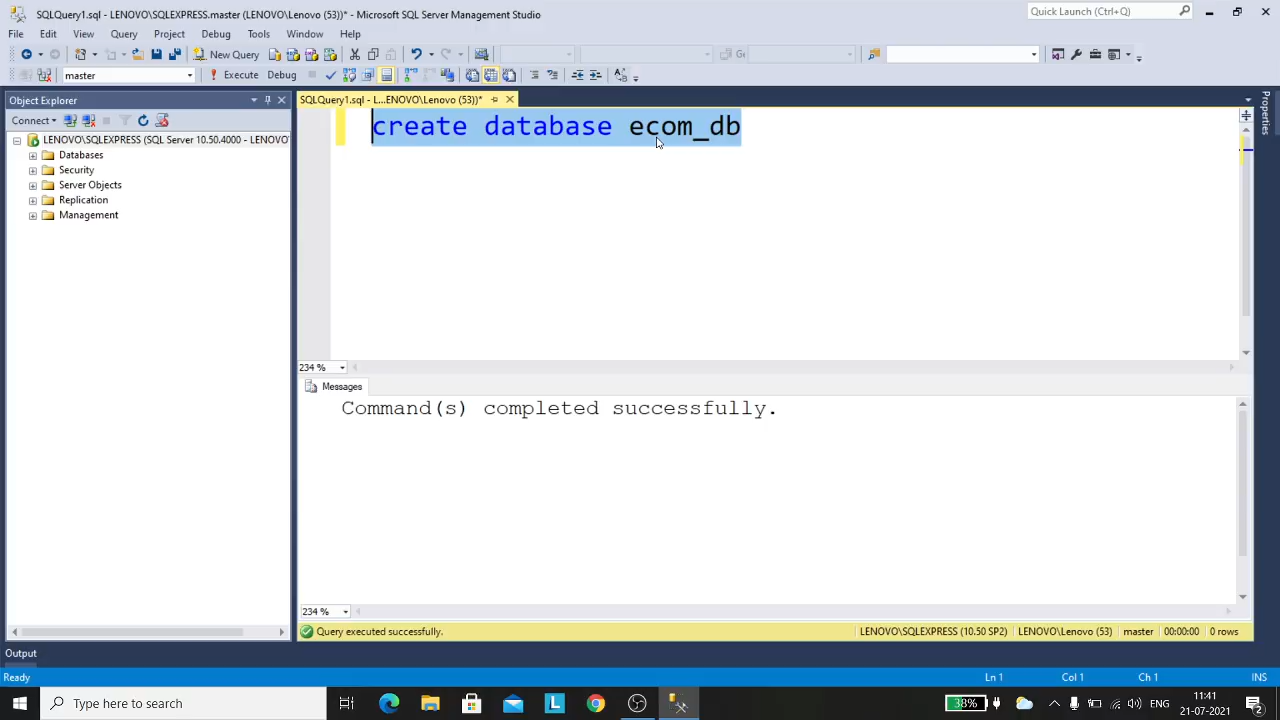 SQLQuery1.sql - LENOVO\SQLEXPRESS.master (LENOVO\Lenovo (53))* - Microsoft SQL Server Management Studio
Quick Launch (Ctrl+Q)
File Edit View Query Project Debug Tools Window Help
New Query
master
Execute Debug
Object Explorer
SQLQuery1.sql - L...ENOVO\Lenovo (53))*
Properties
Connect
LENOVO\SQLEXPRESS (SQL Server 10.50.4000 - LENOVO
Databases
Security
Server Objects
Replication
Management
create database ecom_db
234 %
Messages
Command(s) completed successfully.
234 %
Query executed successfully.
LENOVO\SQLEXPRESS (10.50 SP2) LENOVO\Lenovo (53) master 00:00:00 0 rows
Output
Ready
Ln 1 Col 1 Ch 1 INS
Type here to search
L
38%
ENG
11:41
21-07-2021
2